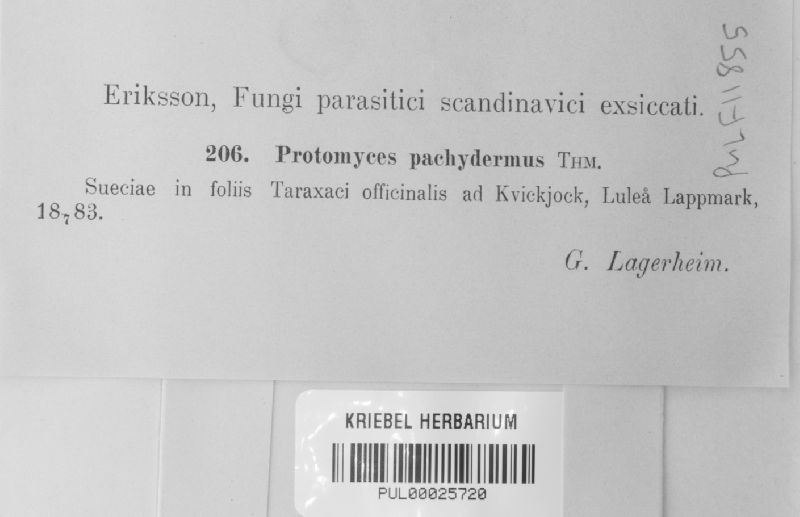 Eriksson, Fungi parasitici scandinavici exsiccati.
206. Protomyces pachydermus THM.
Sueciae in foliis Taraxaci officinalis ad Kvickjock, Luleå Lappmark,
18 7 83.
G. Lagerheim.
PUL F11855
KRIEBEL HERBARIUM
PUL00025720